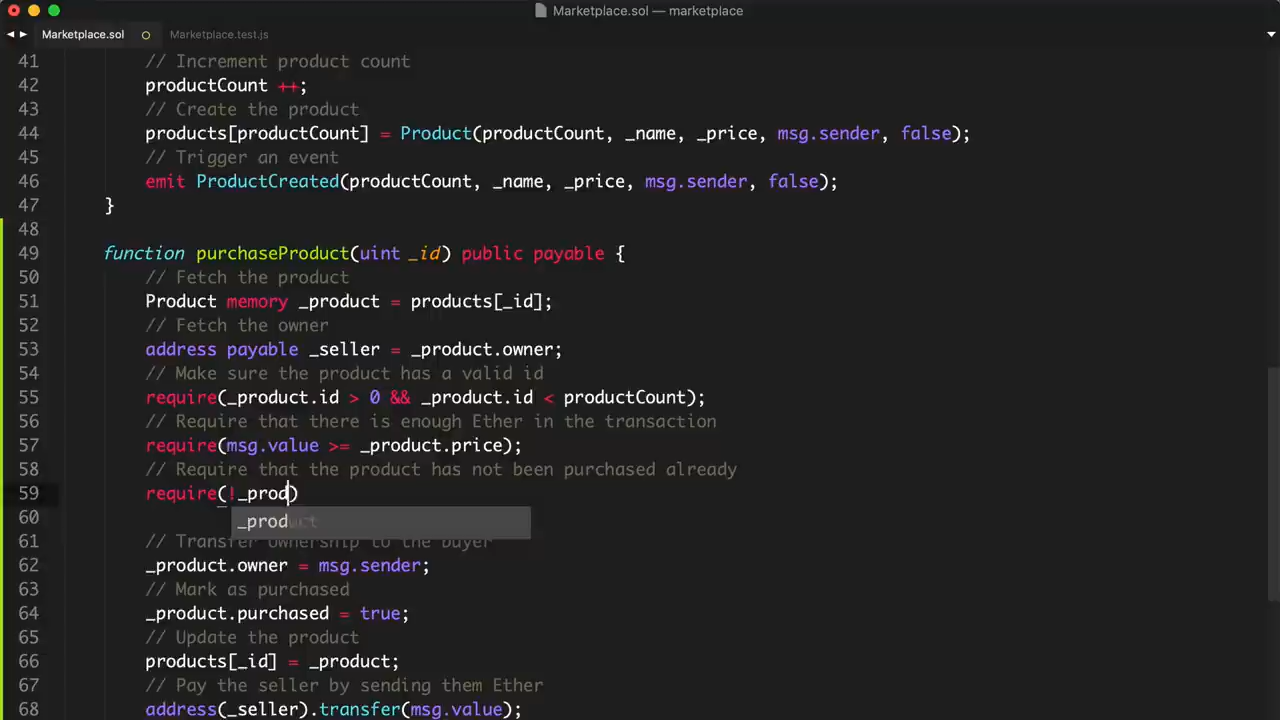 Marketplace.sol — marketplace
Marketplace.sol
Marketplace.test.js
41 // Increment product count
42 productCount ++;
43 // Create the product
44 products[productCount] = Product(productCount, _name, _price, msg.sender, false);
45 // Trigger an event
46 emit ProductCreated(productCount, _name, _price, msg.sender, false);
47 }
48
49 function purchaseProduct(uint _id) public payable {
50 // Fetch the product
51 Product memory _product = products[_id];
52 // Fetch the owner
53 address payable _seller = _product.owner;
54 // Make sure the product has a valid id
55 require(_product.id > 0 && _product.id < productCount);
56 // Require that there is enough Ether in the transaction
57 require(msg.value >= _product.price);
58 // Require that the product has not been purchased already
59 require(!_prod)
60 _product
61 // Transfer ownership to the buyer
62 _product.owner = msg.sender;
63 // Mark as purchased
64 _product.purchased = true;
65 // Update the product
66 products[_id] = _product;
67 // Pay the seller by sending them Ether
68 address(_seller).transfer(msg.value);